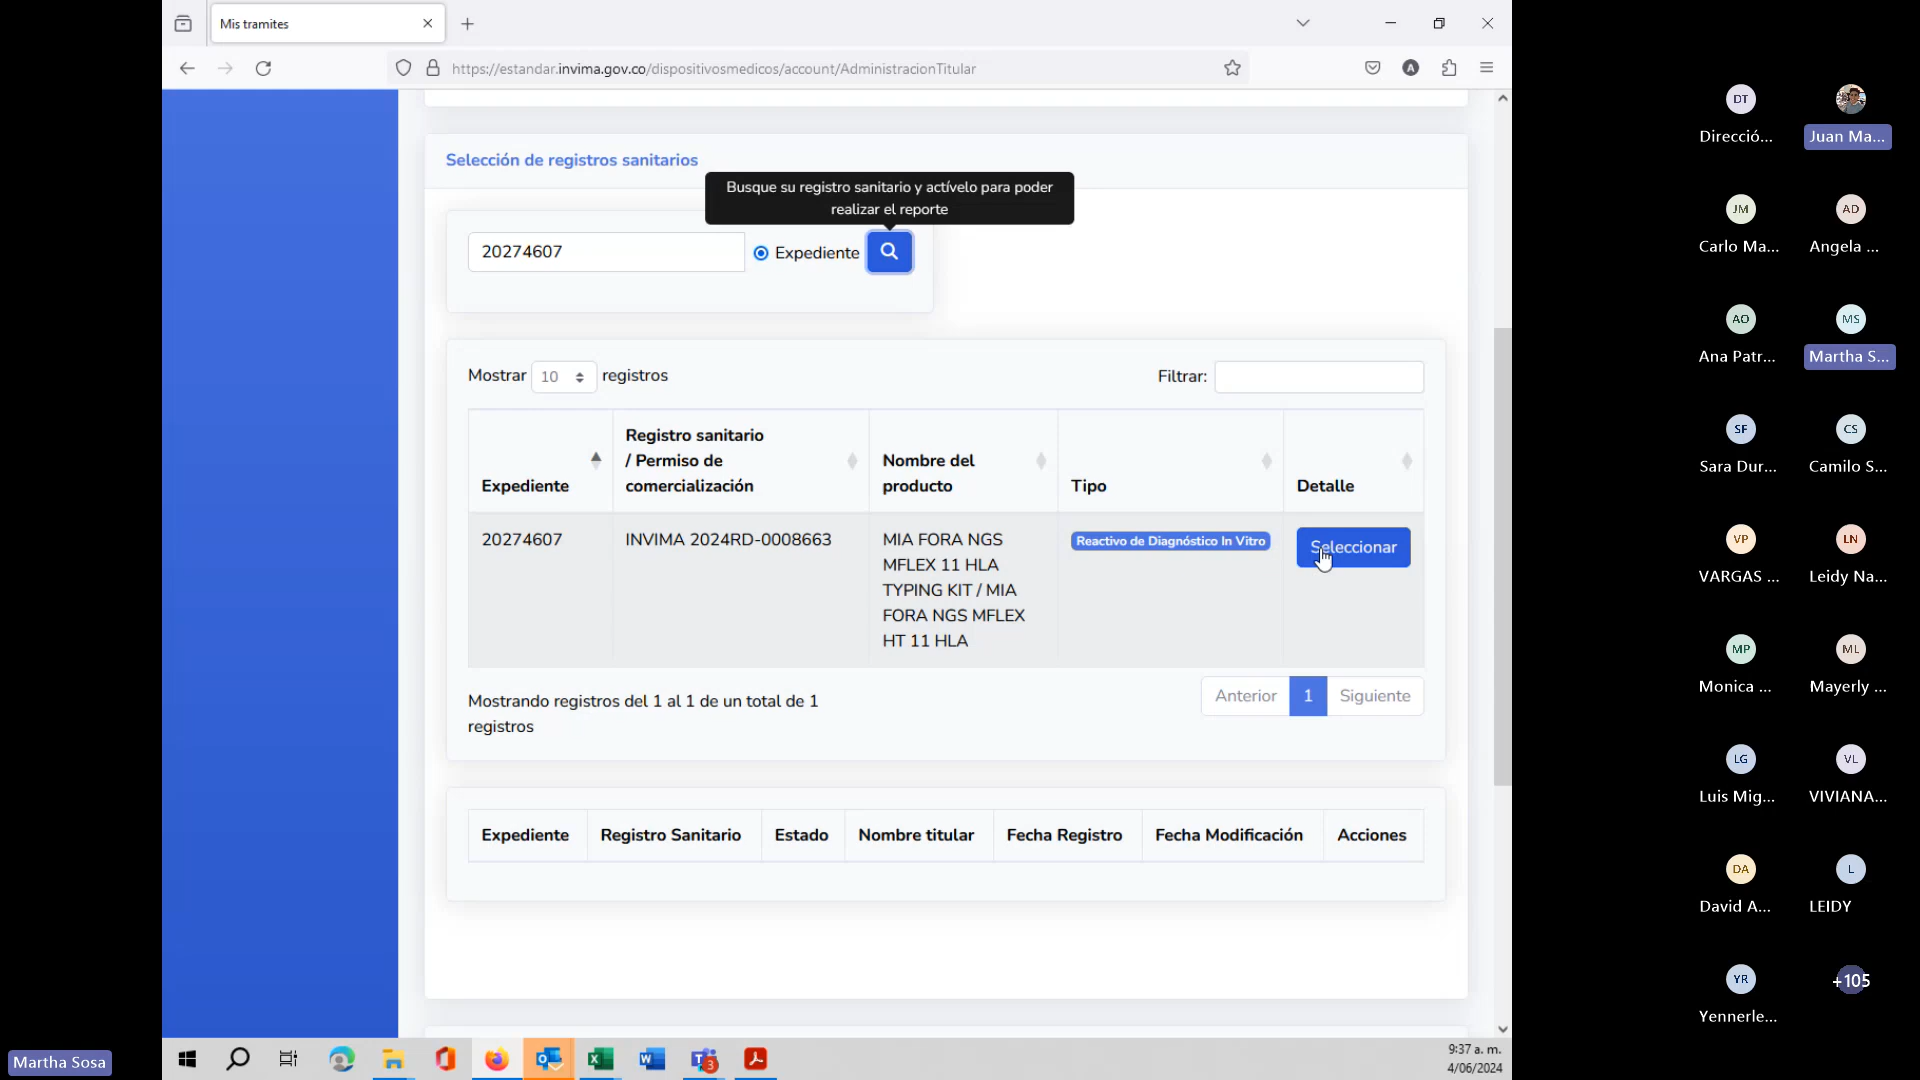 Mis tramites
https://estandar.invima.gov.co/dispositivosmedicos/account/AdministracionTitular
A
Selección de registros sanitarios
Busque su registro sanitario y actívelo para poder
realizar el reporte
20274607
Expediente
Mostrar 10 registros
Filtrar:
Expediente
Registro sanitario
/ Permiso de
comercialización
Nombre del
producto
Tipo
Detalle
20274607
INVIMA 2024RD-0008663
MIA FORA NGS
MFLEX 11 HLA
TYPING KIT / MIA
FORA NGS MFLEX
HT 11 HLA
Reactivo de Diagnóstico In Vitro
Seleccionar
Mostrando registros del 1 al 1 de un total de 1
registros
Anterior 1 Siguiente
Expediente Registro Sanitario Estado Nombre titular Fecha Registro Fecha Modificación Acciones
3
9:37 a. m.
4/06/2024
Martha Sosa
DT
Direcció...
Juan Ma...
JM
Carlo Ma...
AD
Angela ...
AO
Ana Patr...
MS
Martha S...
SF
Sara Dur...
CS
Camilo S...
VP
VARGAS ...
LN
Leidy Na...
MP
Monica ...
ML
Mayerly ...
LG
Luis Mig...
VL
VIVIANA...
DA
David A...
L
LEIDY
YR
Yennerle...
+105